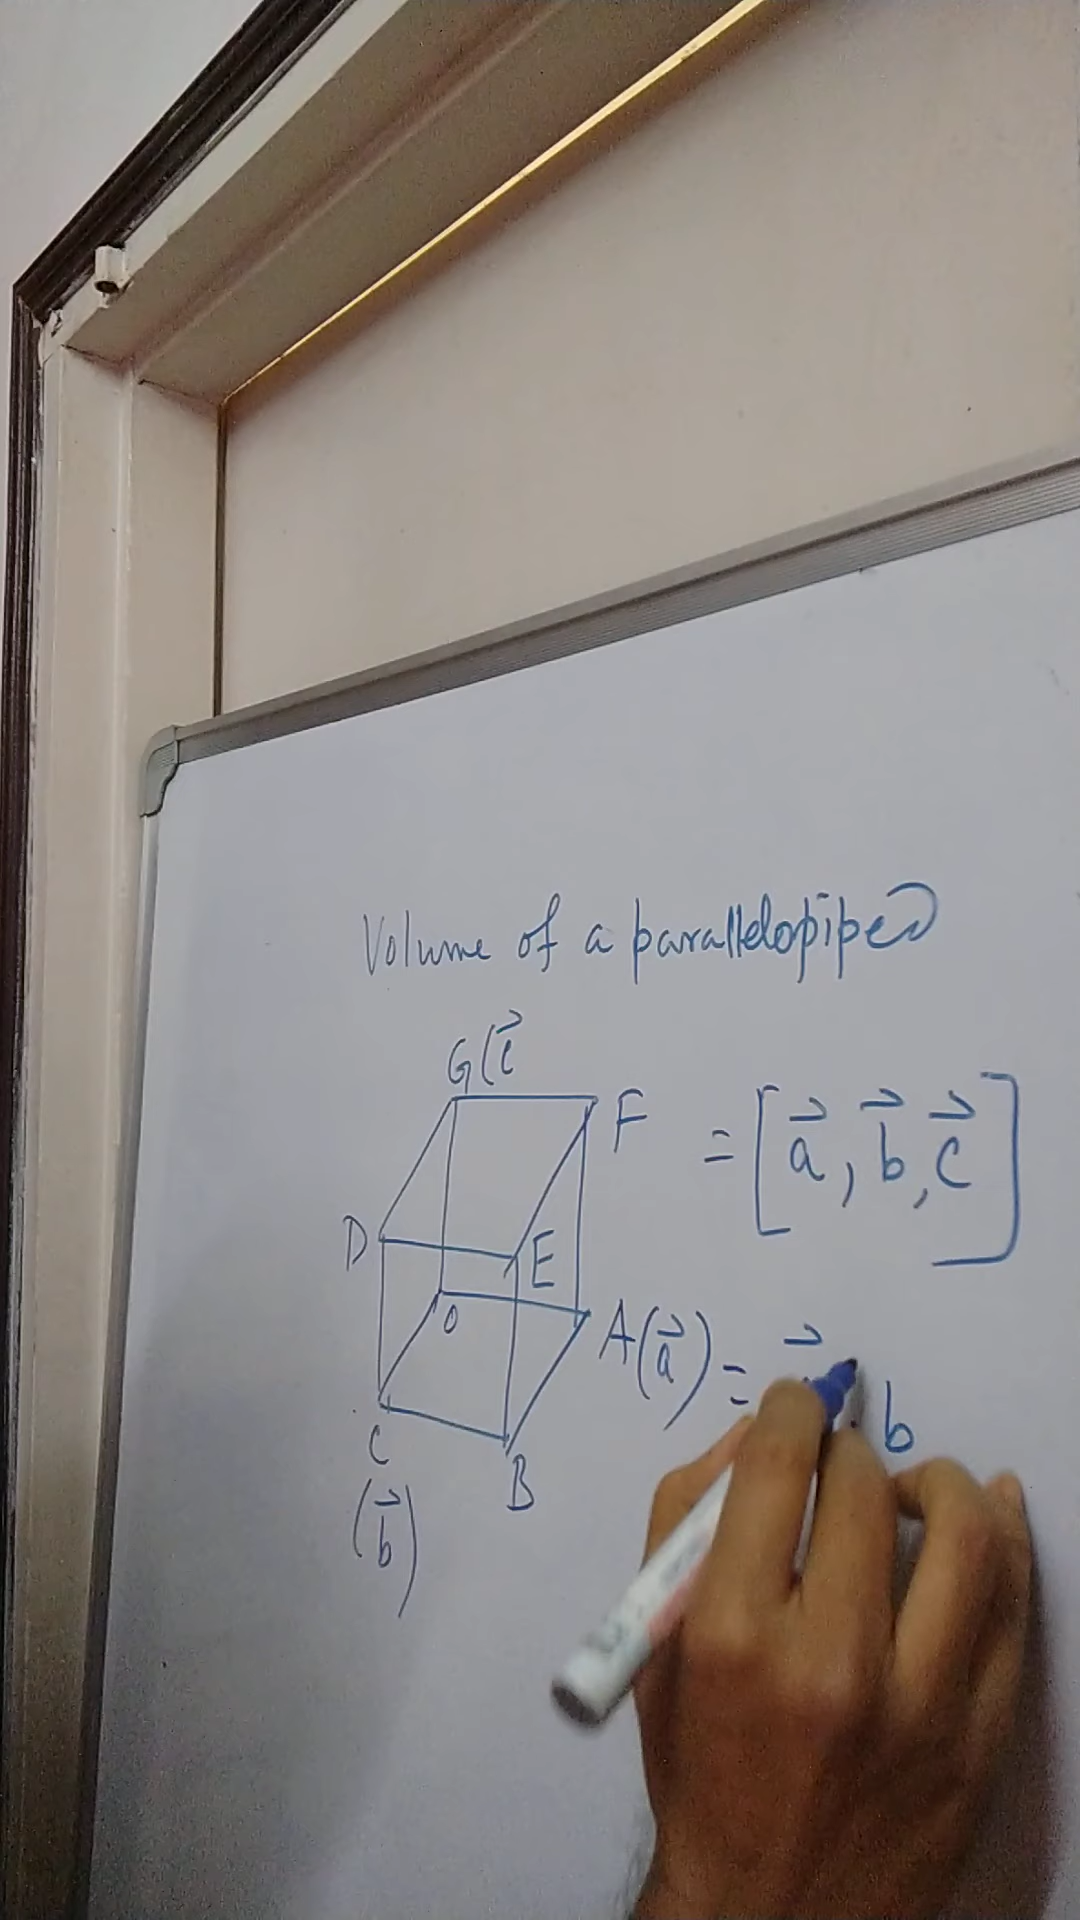 Volume of a parallelopiped
G(c⃗
F
= [a⃗, b⃗, c⃗]
D
E
O
A(a⃗)
= . b
C
B
(b⃗)